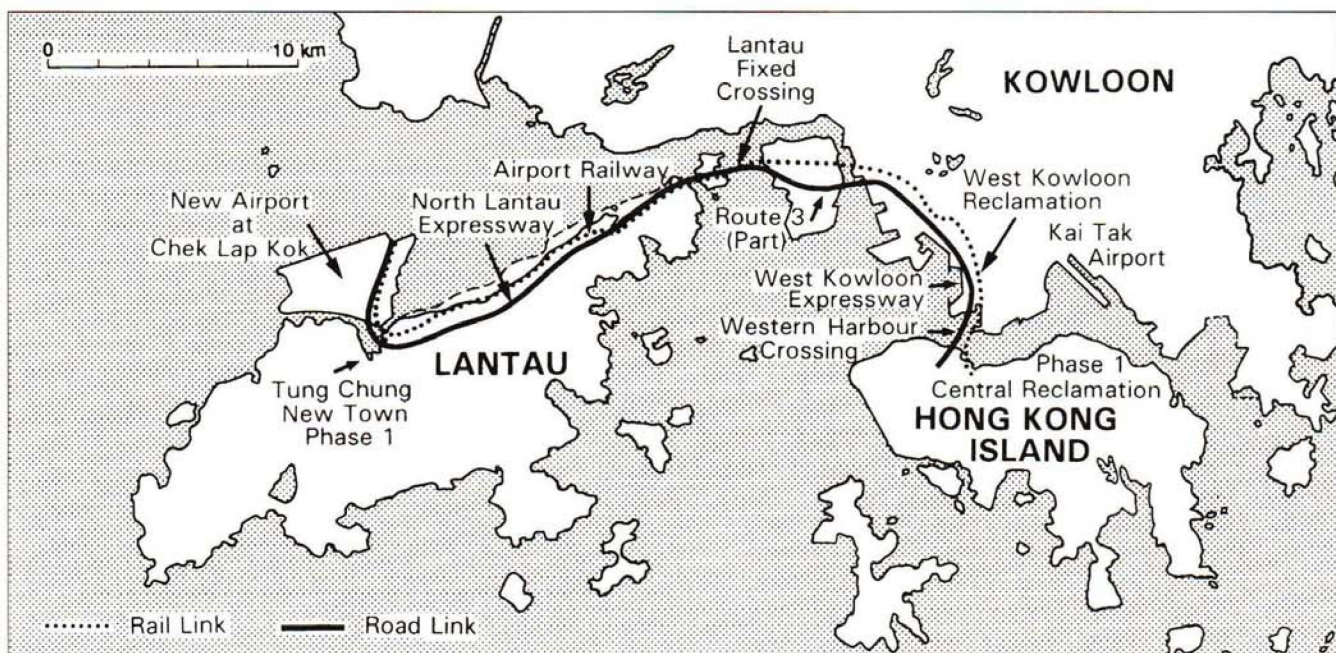 0 10 km
Lantau
Fixed
Crossing
KOWLOON
Airport Railway
New Airport
at
Chek Lap Kok
North Lantau
Expressway
Route 3
(Part)
West Kowloon
Reclamation
Kai Tak
Airport
West Kowloon
Expressway
Western Harbour
Crossing
LANTAU
Tung Chung
New Town
Phase 1
Phase 1
Central Reclamation
HONG KONG
ISLAND
Rail Link
Road Link